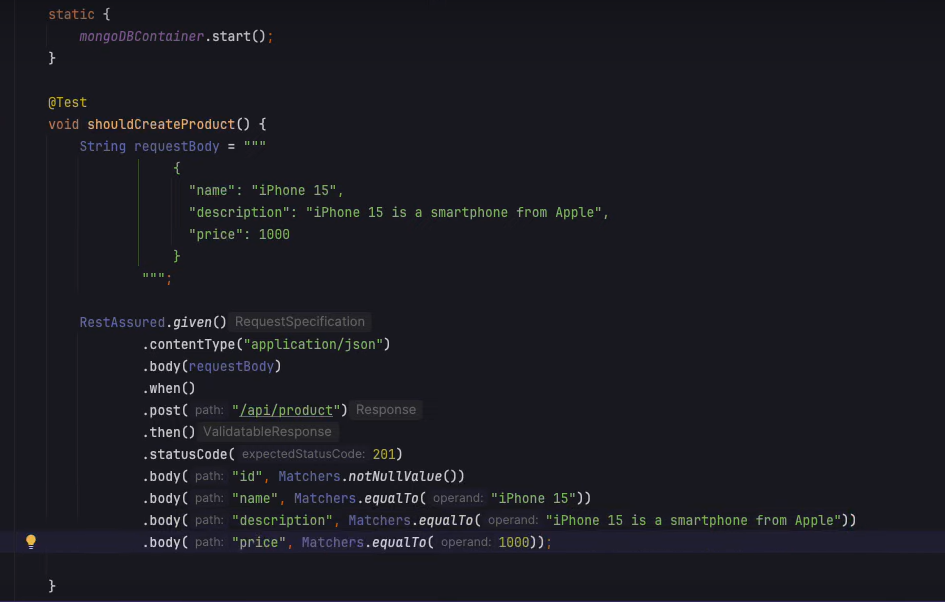 static {
mongoDBContainer.start();
}
@Test
void shouldCreateProduct() {
String requestBody = """
{
"name": "iPhone 15",
"description": "iPhone 15 is a smartphone from Apple",
"price": 1000
}
""";
RestAssured.given() RequestSpecification
.contentType("application/json")
.body(requestBody)
.when()
.post( path: "/api/product") Response
.then() ValidatableResponse
.statusCode( expectedStatusCode: 201)
.body( path: "id", Matchers.notNullValue())
.body( path: "name", Matchers.equalTo( operand: "iPhone 15"))
.body( path: "description", Matchers.equalTo( operand: "iPhone 15 is a smartphone from Apple"))
.body( path: "price", Matchers.equalTo( operand: 1000));
}